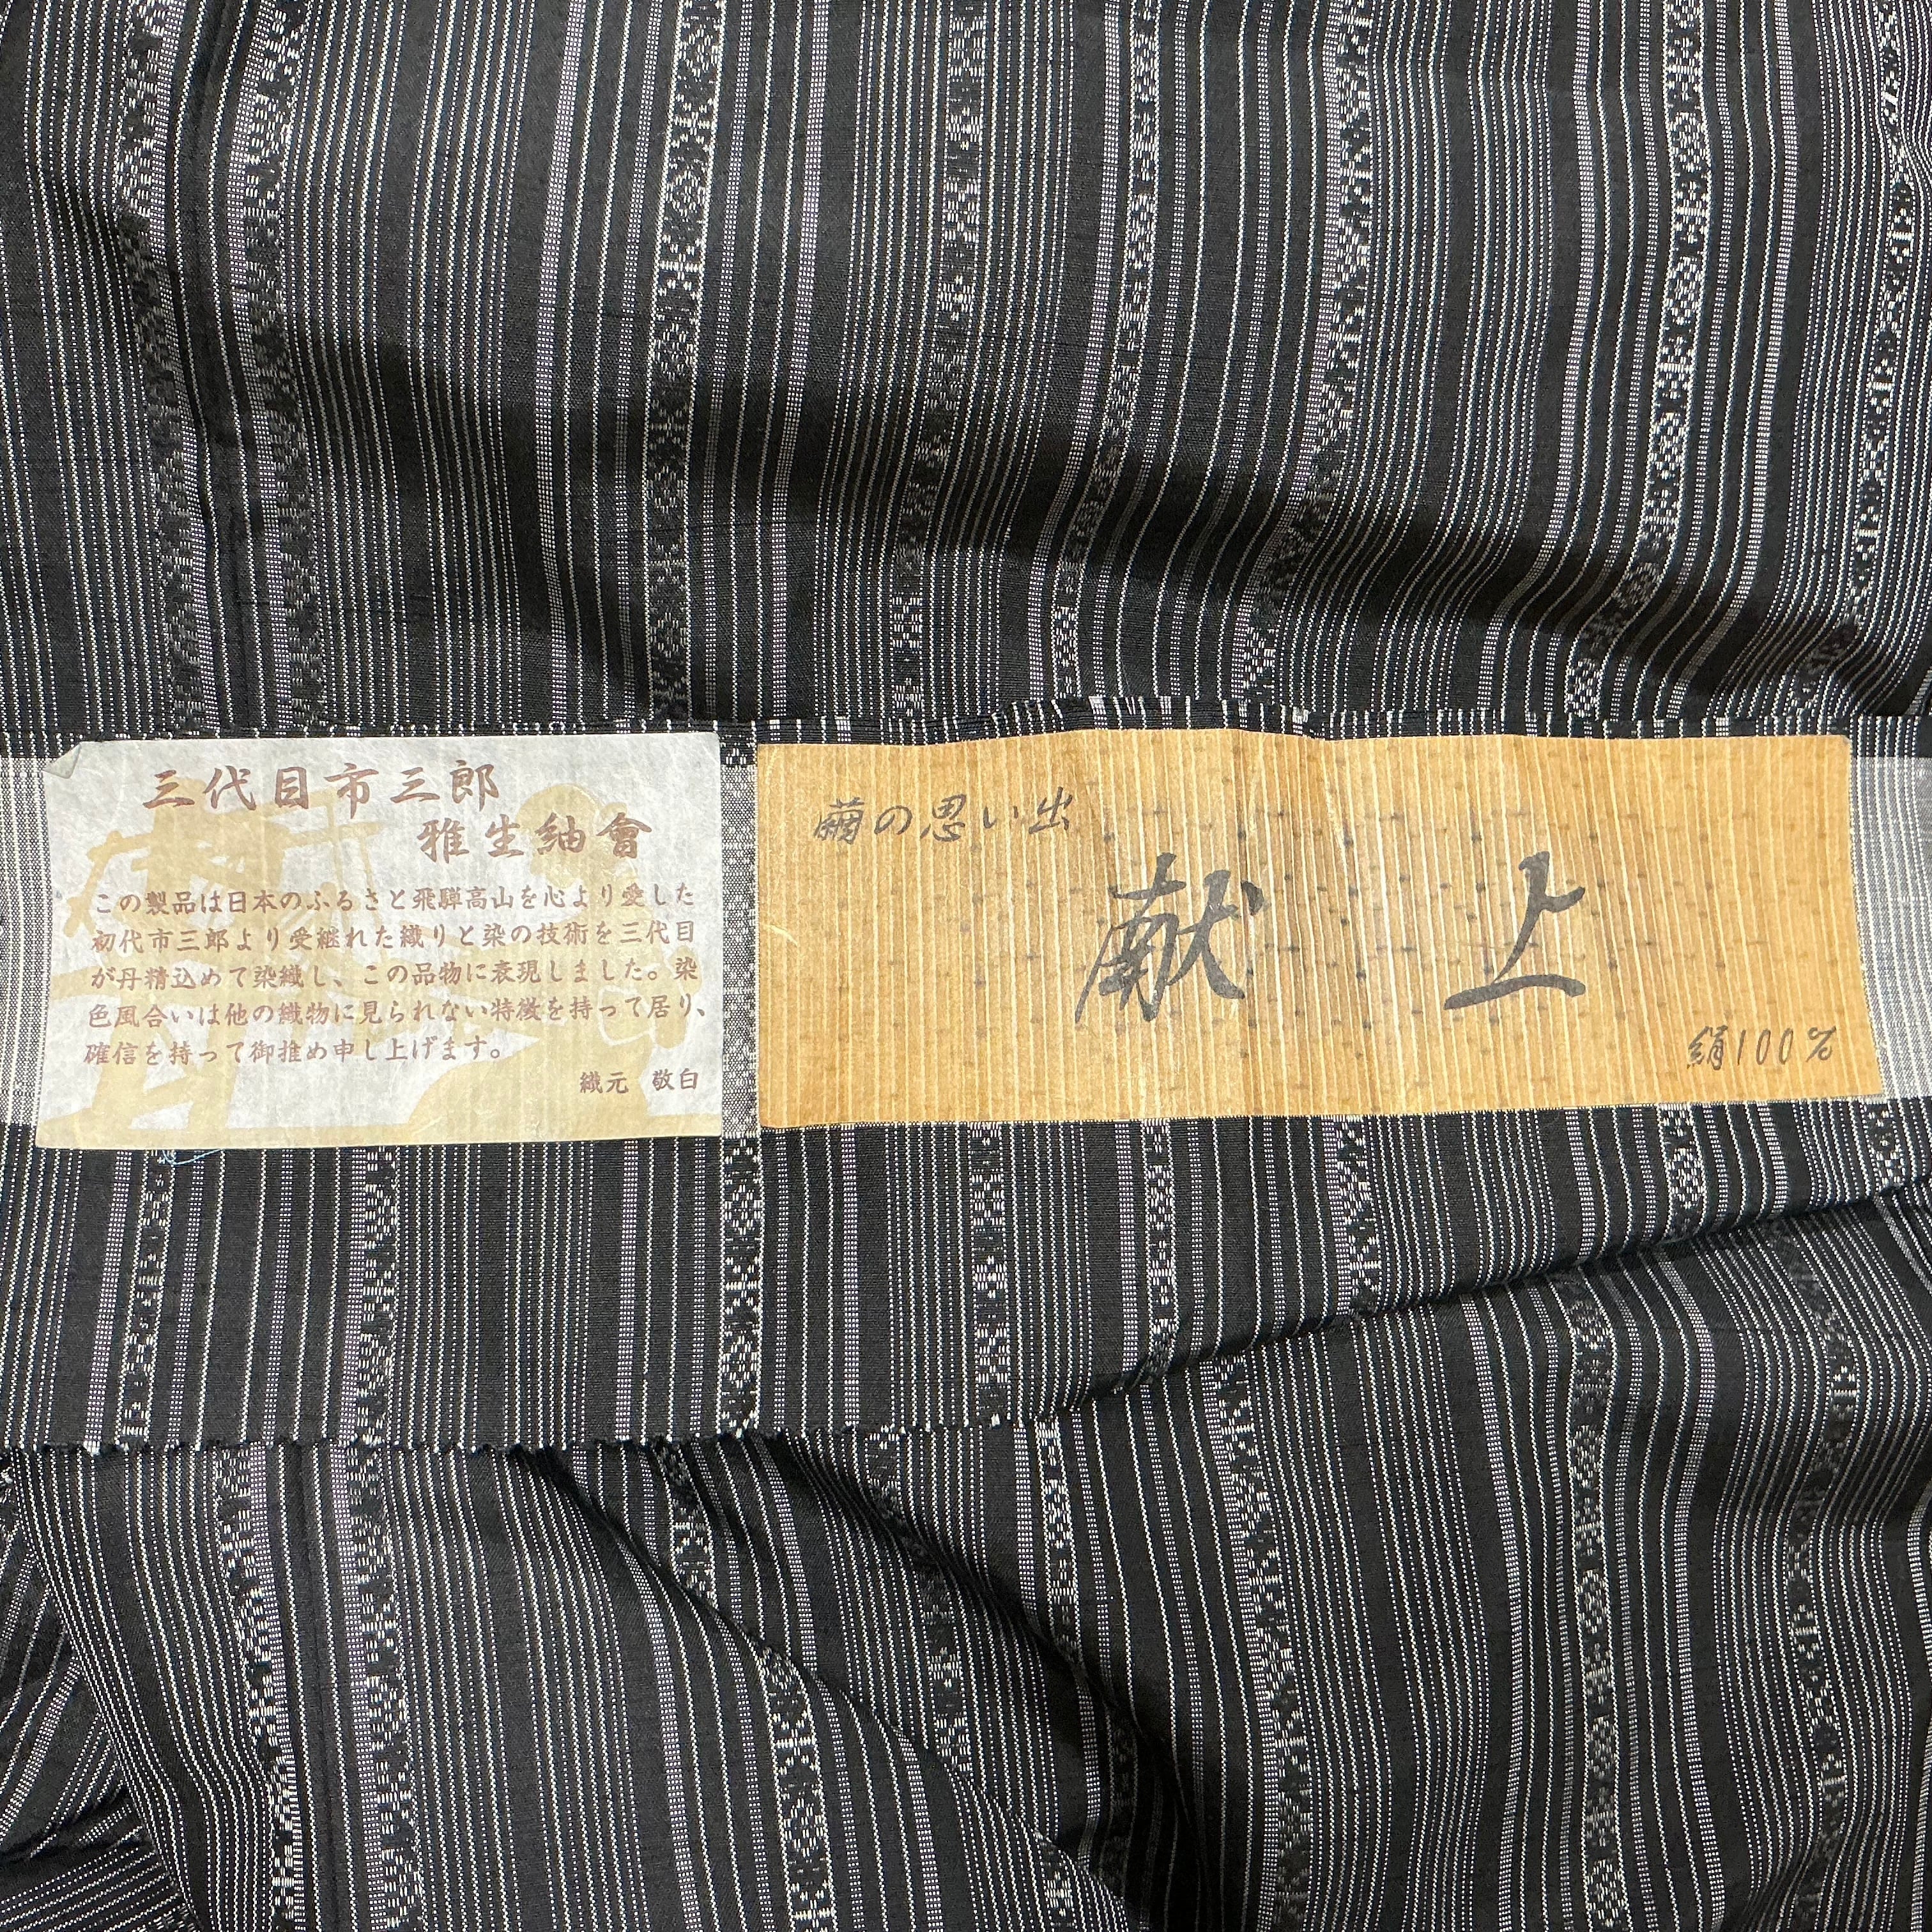 三代目市三郎
雅生紬會
この製品は日本のふるさと飛騨高山を心より愛した
初代市三郎より受継れた織りと染の技術を三代目
が丹精込めて染織し、この品物に表現しました。染
色風合いは他の織物に見られない特徴を持って居り、
確信を持って御推め申し上げます。
織元 敬白
繭の思い出
献上
絹100%